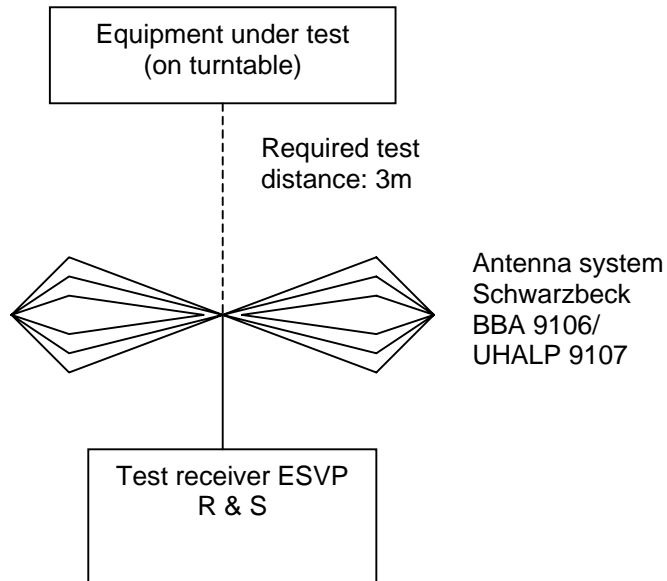 Equipment under test
(on turntable)
Required test
distance: 3m
Antenna system
Schwarzbeck
BBA 9106/
UHALP 9107
Test receiver ESVP
R & S